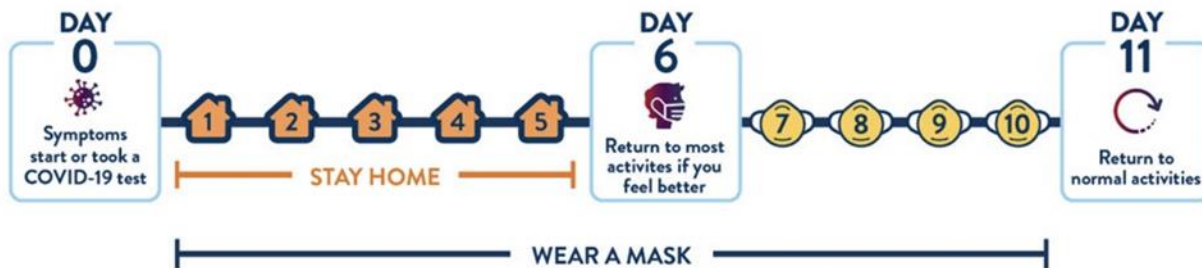 DAY
0
Symptoms
start or took a
COVID-19 test
1 2 3 4 5
STAY HOME
DAY
6
Return to most
activites if you
feel better
7 8 9 10
DAY
11
Return to
normal activities
WEAR A MASK